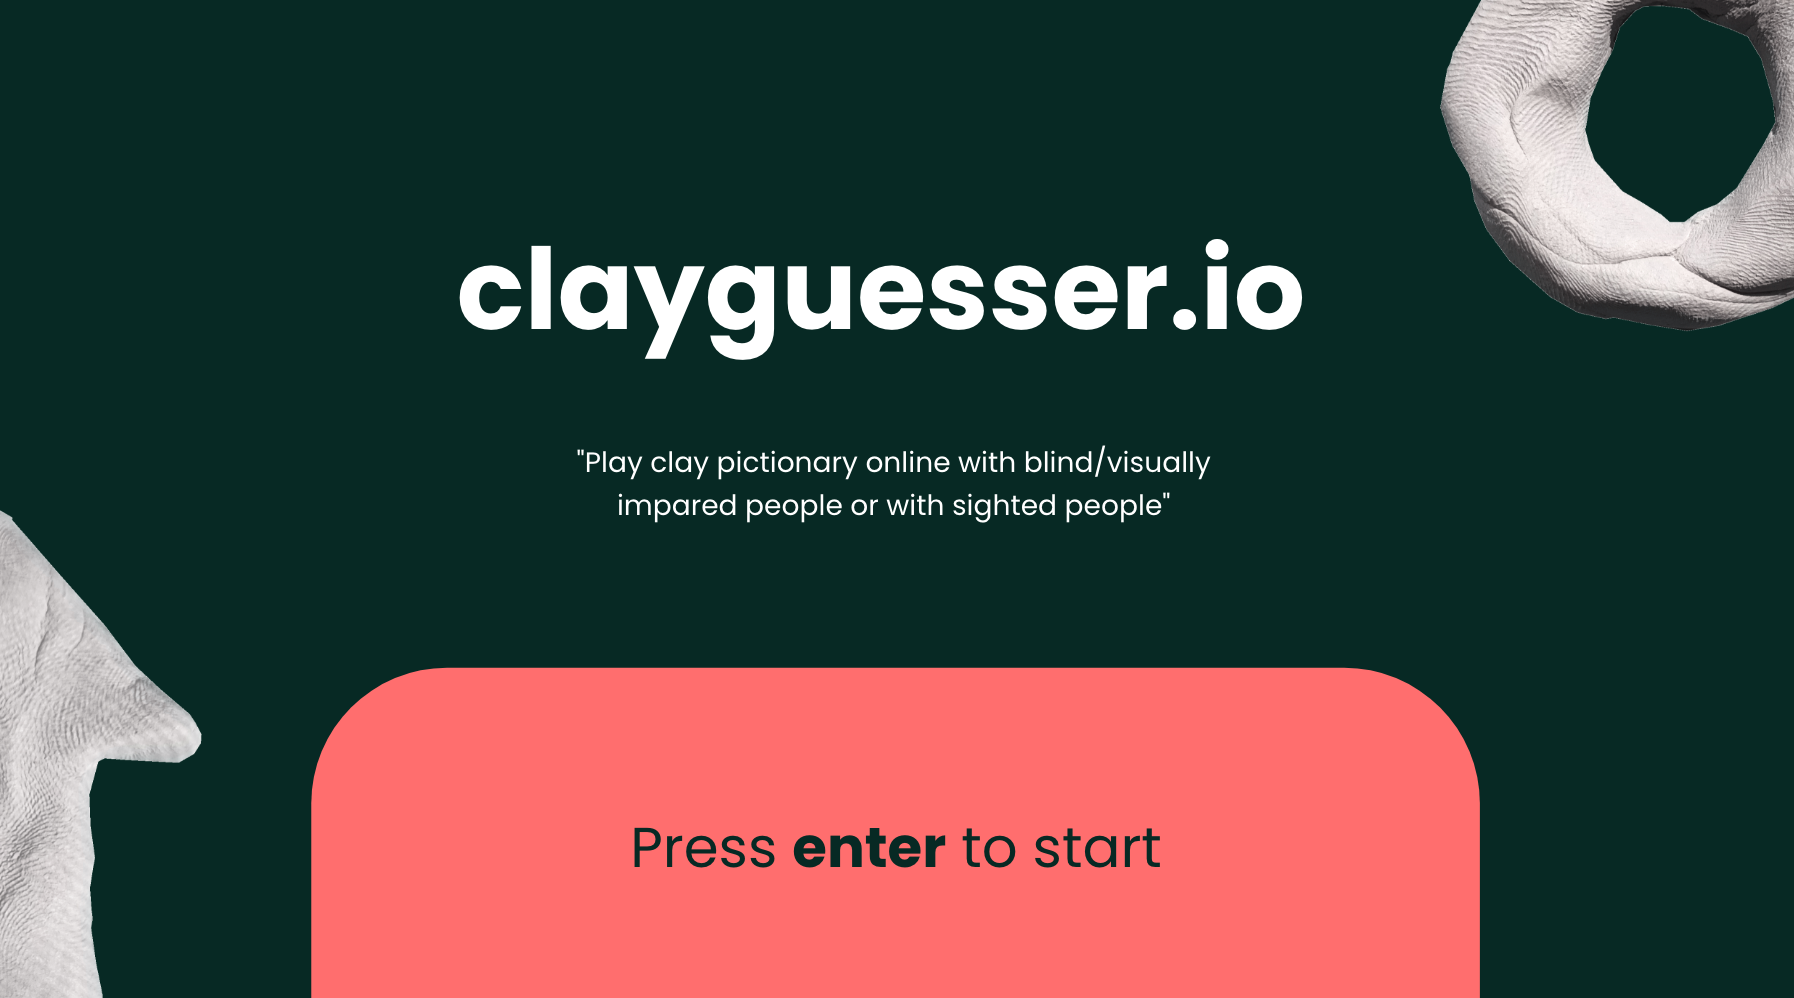 clayguesser.io
"Play clay pictionary online with blind/visually
impared people or with sighted people"
Press enter to start